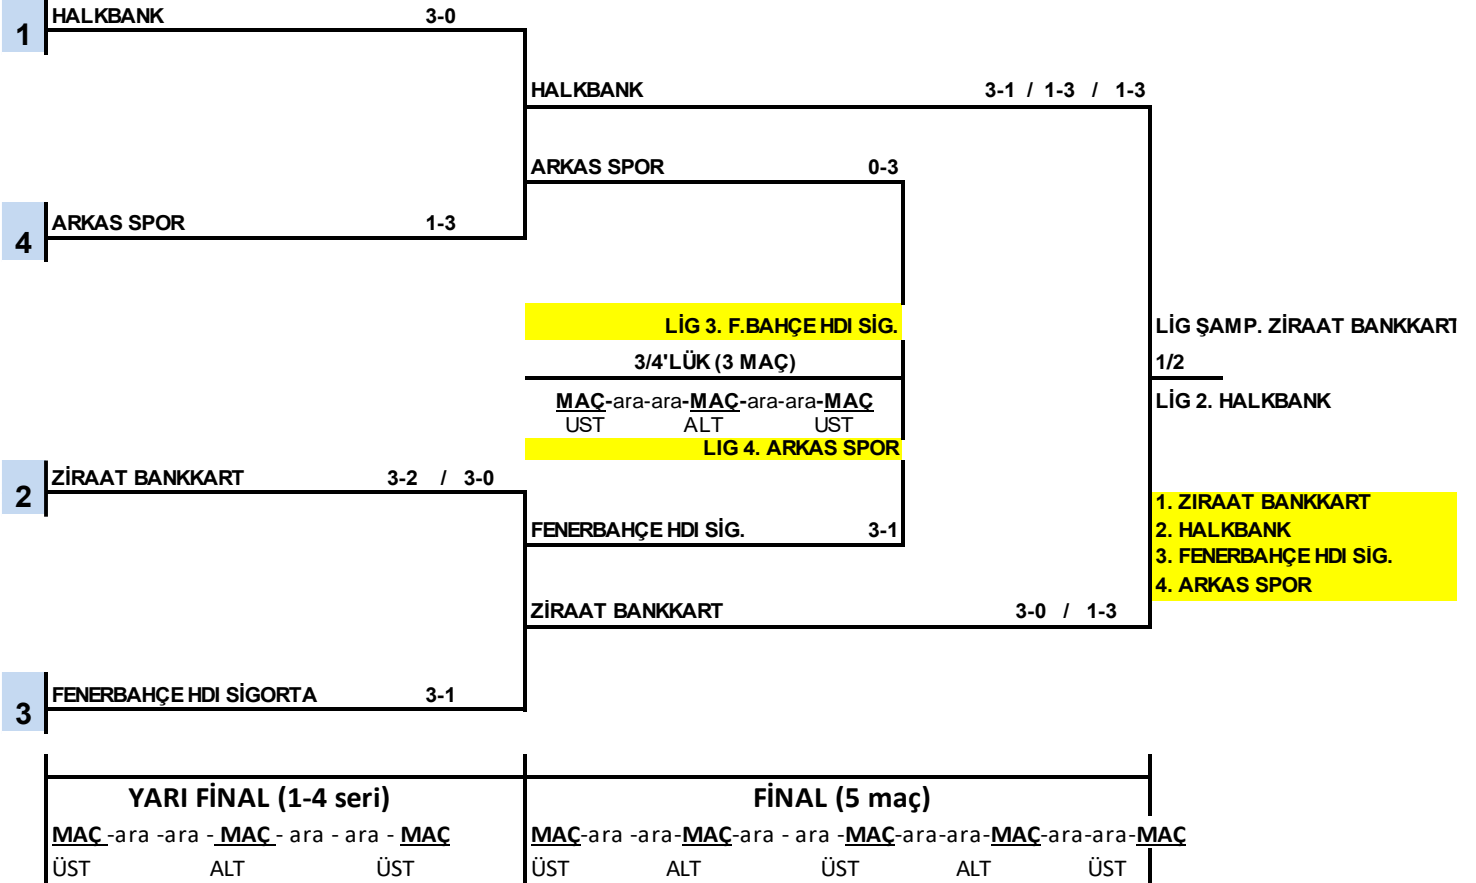 1
HALKBANK 3-0
HALKBANK 3-1 / 1-3 / 1-3
ARKAS SPOR 0-3
4
ARKAS SPOR 1-3
LİG 3. F.BAHÇE HDI SİG.
LİG ŞAMP. ZİRAAT BANKKART
3/4'LÜK (3 MAÇ)
1/2
MAÇ-ara-ara-MAÇ-ara-ara-MAÇ
LİG 2. HALKBANK
UST ALT UST
LIG 4. ARKAS SPOR
2
ZİRAAT BANKKART 3-2 / 3-0
1. ZIRAAT BANKKART
FENERBAHÇE HDI SİG. 3-1
2. HALKBANK
3. FENERBAHÇE HDI SİG.
4. ARKAS SPOR
ZİRAAT BANKKART 3-0 / 1-3
3
FENERBAHÇE HDI SİGORTA 3-1
YARI FİNAL (1-4 seri)
FİNAL (5 maç)
MAÇ -ara -ara - MAÇ - ara - ara - MAÇ
MAÇ-ara -ara-MAÇ-ara - ara -MAÇ-ara-ara-MAÇ-ara-ara-MAÇ
ÜST ALT ÜST
ÜST ALT ÜST ALT ÜST